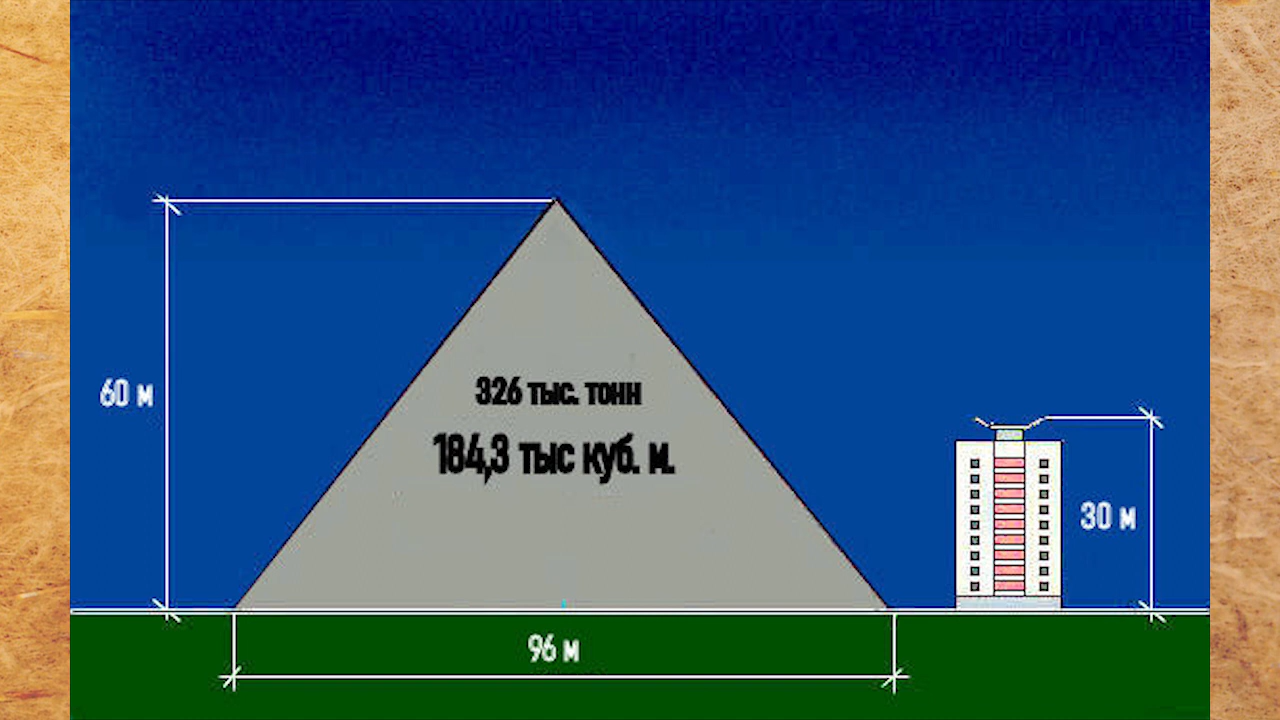 60 м
326 тыс. тонн
184,3 тыс куб. м.
30 м
96 м